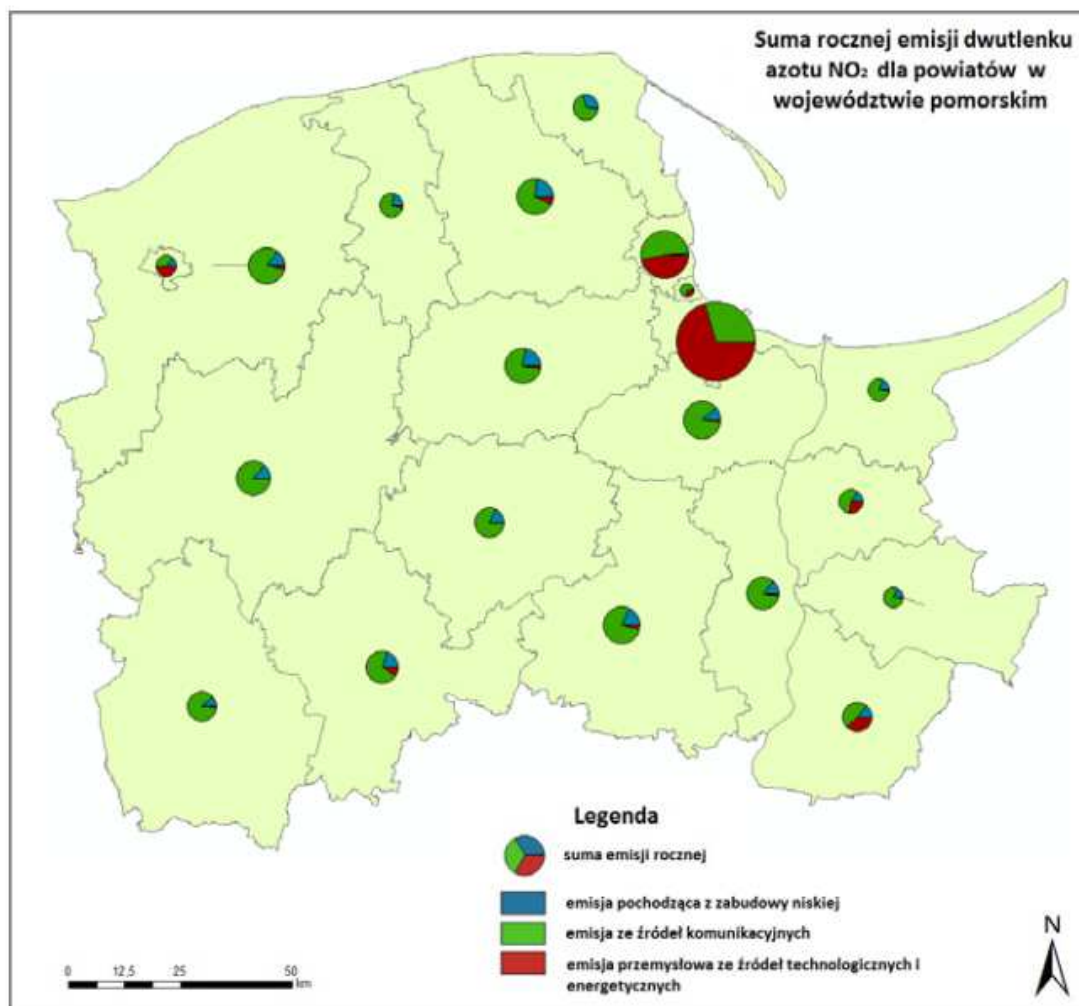 Suma rocznej emisji dwutlenku
azotu NO₂ dla powiatów w
województwie pomorskim
Legenda
suma emisji rocznej
emisja pochodząca z zabudowy niskiej
emisja ze źródeł komunikacyjnych
emisja przemysłowa ze źródeł technologicznych i
energetycznych
N
0 12,5 25 50
km